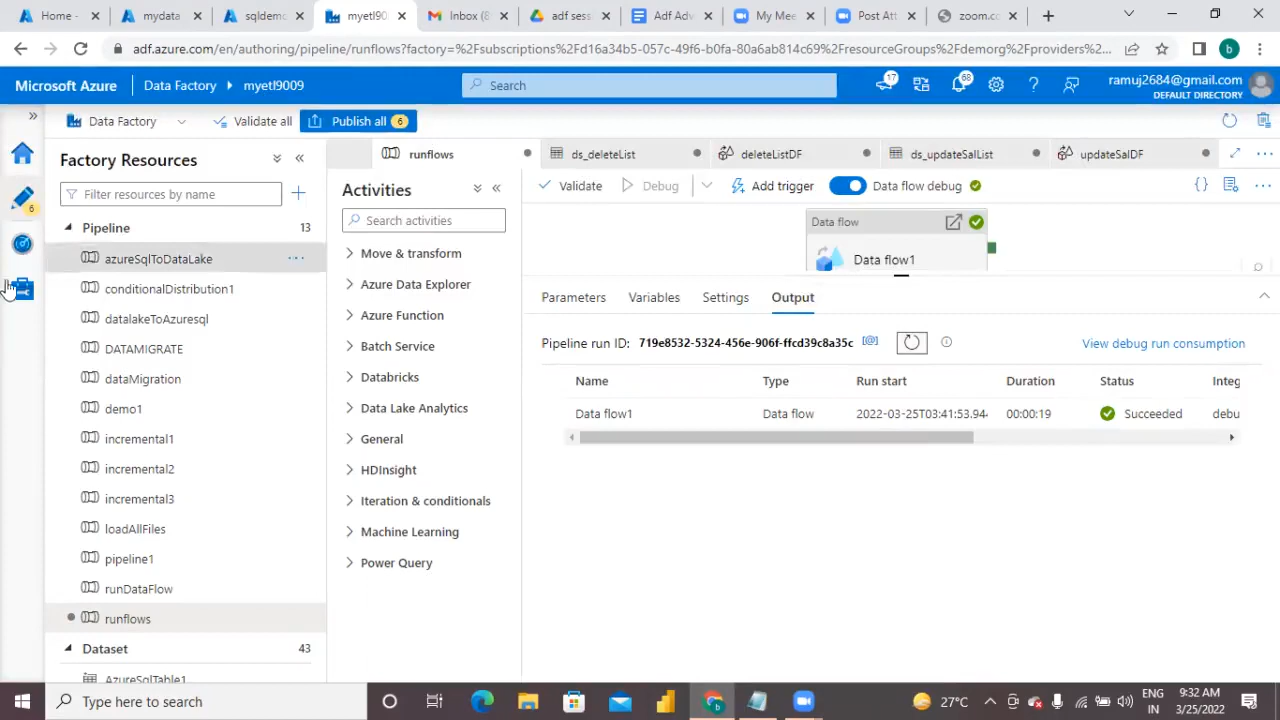 Home -
mydata
sqldemo
myetl90
Inbox (8
adf sess
Adf Adv
My Mee
Post Att
zoom.cc
adf.azure.com/en/authoring/pipeline/runflows?factory=%2Fsubscriptions%2Fd16a34b5-057c-49f6-b0fa-80a6ab814c69%2FresourceGroups%2Fdemorg%2Fproviders%2...
b
Microsoft Azure
Data Factory
myetl9009
Search
17
68
ramuj2684@gmail.com
DEFAULT DIRECTORY
Data Factory
Validate all
Publish all 6
Factory Resources
Filter resources by name
6
Pipeline 13
azureSqlToDataLake
conditionalDistribution1
datalakeToAzuresql
DATAMIGRATE
dataMigration
demo1
incremental1
incremental2
incremental3
loadAllFiles
pipeline1
runDataFlow
runflows
Dataset 43
AzureSqlTable1
runflows
ds_deleteList
deleteListDF
ds_updateSalList
updateSalDF
Activities
Search activities
Move & transform
Azure Data Explorer
Azure Function
Batch Service
Databricks
Data Lake Analytics
General
HDInsight
Iteration & conditionals
Machine Learning
Power Query
Validate
Debug
Add trigger
Data flow debug
Data flow
Data flow1
Parameters
Variables
Settings
Output
Pipeline run ID: 719e8532-5324-456e-906f-ffcd39c8a35c
View debug run consumption
Name Type Run start Duration Status Integ
Data flow1 Data flow 2022-03-25T03:41:53.944 00:00:19 Succeeded debu
Type here to search
27°C
ENG
IN
9:32 AM
3/25/2022